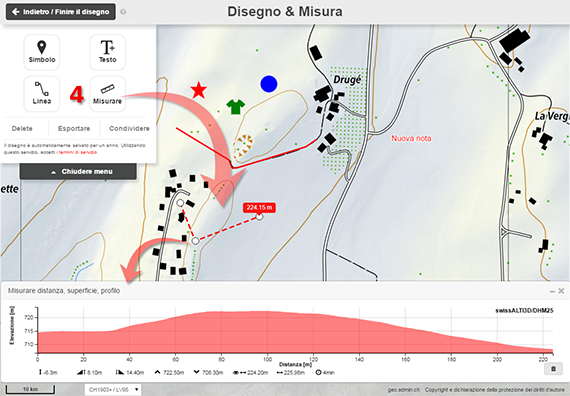 Indietro / Finire il disegno
Disegno & Misura
Simbolo
Testo
Linea
4
Misurare
Delete
Esportare
Condividere
Il disegno è automaticamente salvato per un anno. Utilizzando
questo servizio, accetti i termini di servizio.
Chiudere menu
Drugé
La Verg
Nuova nota
ette
224.15 m
Misurare distanza, superficie, profilo
swissALTI3D/DHM25
Elevazione [m]
720
715
710
0
20
40
60
80
100
120
140
160
180
200
220
Distanza [m]
-6.3m
8.10m
14.40m
722.50m
708.30m
224.20m
225.95m
4min
10 km
CH1903+ / LV95
geo.admin.ch
Copyright e dichiarazione della protezione dei diritti d'autore